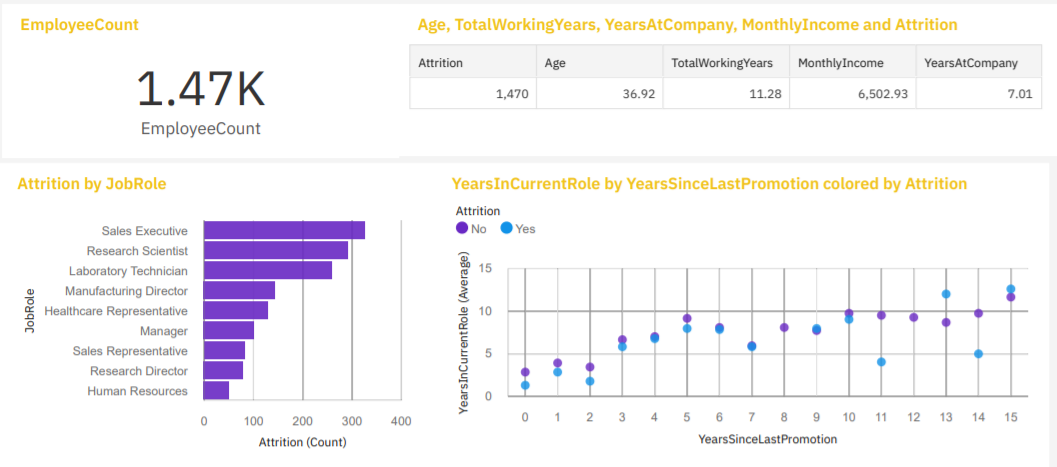 EmployeeCount
1.47K
EmployeeCount
Age, TotalWorkingYears, YearsAtCompany, MonthlyIncome and Attrition
Attrition Age TotalWorkingYears MonthlyIncome YearsAtCompany
1,470 36.92 11.28 6,502.93 7.01
Attrition by JobRole
JobRole
Sales Executive
Research Scientist
Laboratory Technician
Manufacturing Director
Healthcare Representative
Manager
Sales Representative
Research Director
Human Resources
0 100 200 300 400
Attrition (Count)
YearsInCurrentRole by YearsSinceLastPromotion colored by Attrition
Attrition
No Yes
YearsInCurrentRole (Average)
15
10
5
0
0 1 2 3 4 5 6 7 8 9 10 11 12 13 14 15
YearsSinceLastPromotion